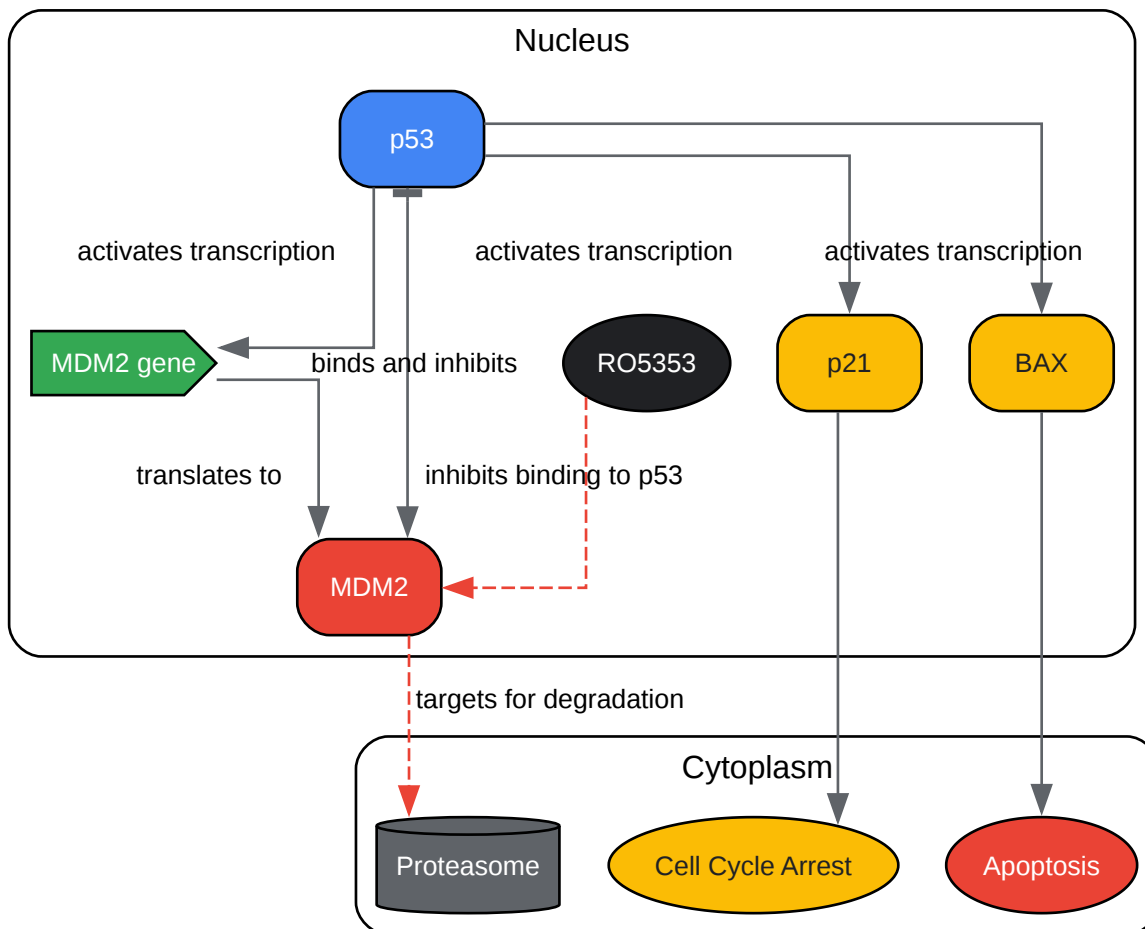 Nucleus
p53
activates transcription
activates transcription
activates transcription
MDM2 gene
binds and inhibits
RO5353
p21
BAX
translates to
inhibits binding to p53
MDM2
targets for degradation
Cytoplasm
Proteasome
Cell Cycle Arrest
Apoptosis